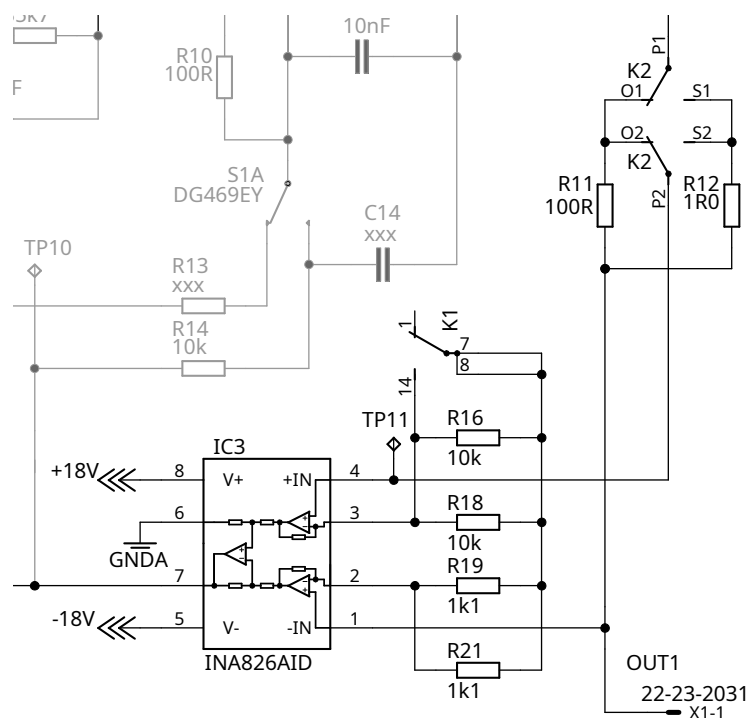 10nF
P1
R10
100R
K2
O1
S1
F
O2
S2
K2
S1A
DG469EY
R11
100R
R12
1R0
P2
C14
xxx
TP10
R13
xxx
1
K1
R14
10k
7
8
14
TP11
R16
10k
IC3
+18V
8
V+
+IN
4
6
3
GNDA
R18
10k
7
2
R19
1k1
-18V
5
V-
-IN
1
INA826AID
R21
1k1
OUT1
22-23-2031
X1-1